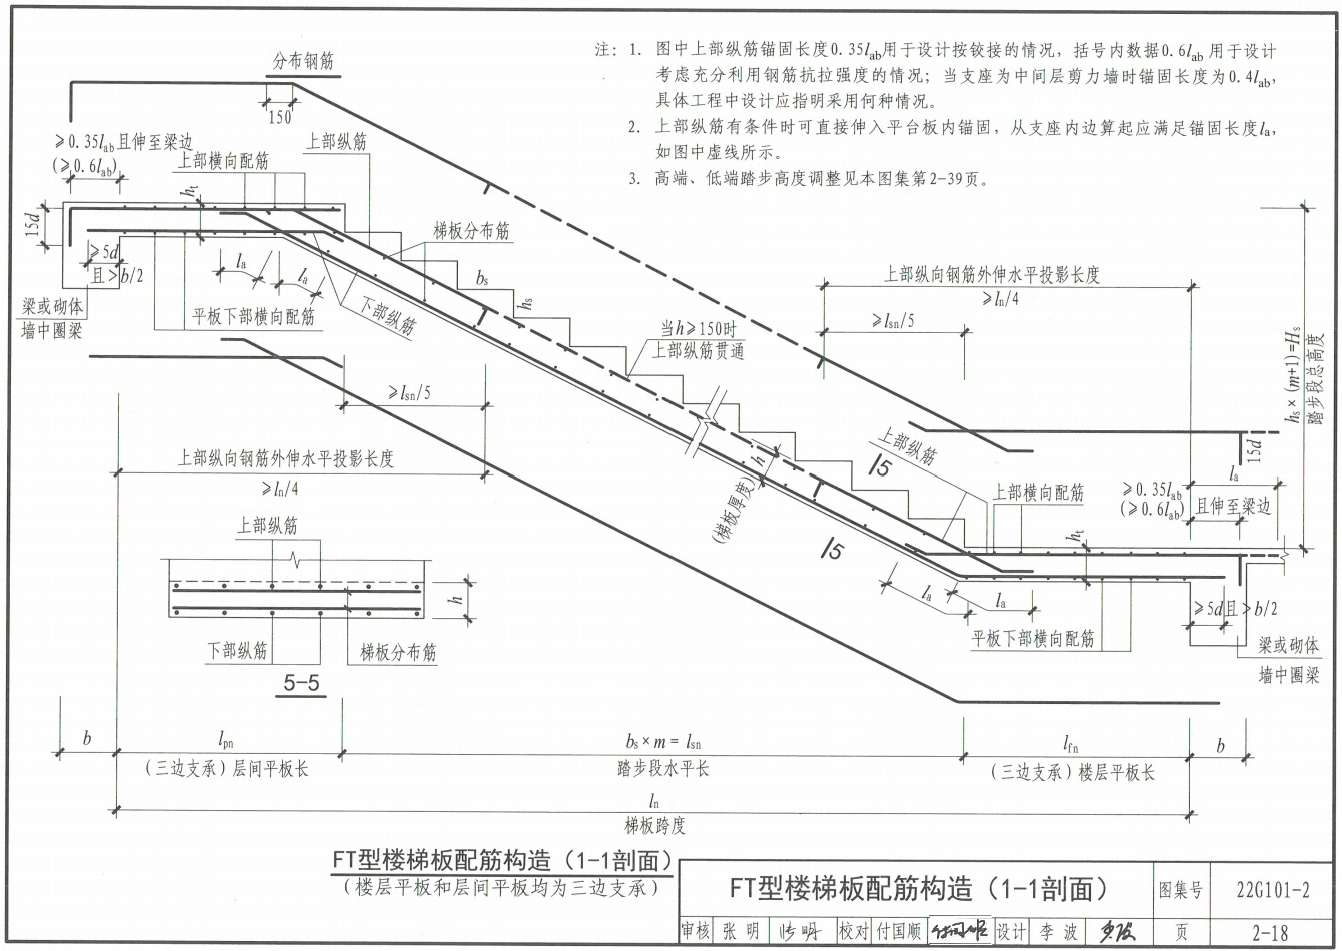 注：1. 图中上部纵筋锚固长度0.35lab用于设计按铰接的情况，括号内数据0.6lab用于设计
考虑充分利用钢筋抗拉强度的情况；当支座为中间层剪力墙时锚固长度为0.4lab，
具体工程中设计应指明采用何种情况。
2. 上部纵筋有条件时可直接伸入平台板内锚固，从支座内边算起应满足锚固长度la，
如图中虚线所示。
3. 高端、低端踏步高度调整见本图集第2-39页。
分布钢筋
150
≥0.35lab且伸至梁边
(≥0.6lab)
上部横向配筋
上部纵筋
ht
15d
梯板分布筋
≥5d
且≥b/2
la
la
bs
hs
梁或砌体
墙中圈梁
平板下部横向配筋
下部纵筋
当h≥150时
上部纵筋贯通
上部纵向钢筋外伸水平投影长度
≥ln/4
≥lsn/5
hs×(m+1)=Hs
踏步段总高度
≥lsn/5
上部纵向钢筋外伸水平投影长度
≥ln/4
h
(梯板厚度)
5
5
上部纵筋
上部横向配筋
15d
la
≥0.35lab
(≥0.6lab)
且伸至梁边
ht
la
la
≥5d且≥b/2
平板下部横向配筋
梁或砌体
墙中圈梁
上部纵筋
h
下部纵筋
梯板分布筋
5-5
b
lpn
(三边支承)层间平板长
bs×m=lsn
踏步段水平长
lfn
(三边支承)楼层平板长
b
ln
梯板跨度
FT型楼梯板配筋构造（1-1剖面）
(楼层平板和层间平板均为三边支承)
FT型楼梯板配筋构造（1-1剖面）
图集号
22G101-2
审核 张明 校对 付国顺 设计 李波 页 2-18